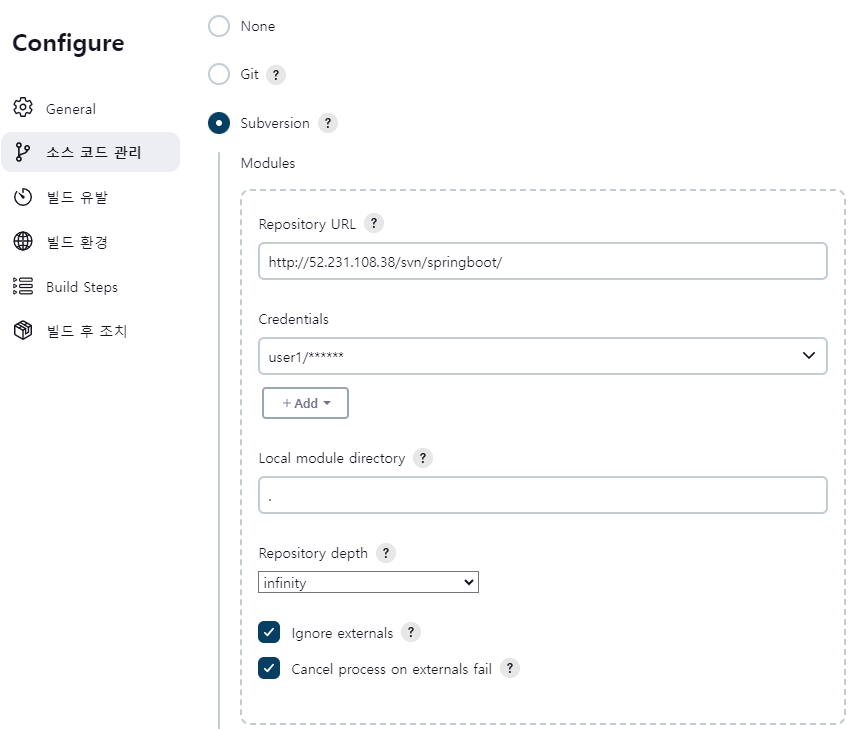 Configure
General
소스 코드 관리
빌드 유발
빌드 환경
Build Steps
빌드 후 조치
None
Git ?
Subversion ?
Modules
Repository URL ?
http://52.231.108.38/svn/springboot/
Credentials
user1/******
+ Add
Local module directory ?
.
Repository depth ?
infinity
Ignore externals ?
Cancel process on externals fail ?